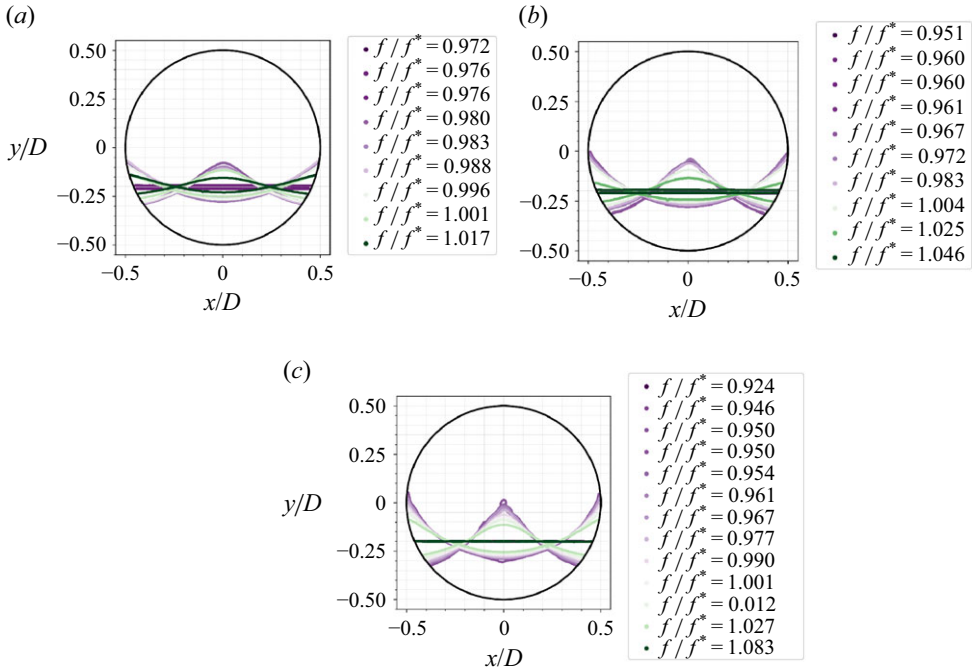 (a)
0.50
0.25
0
−0.25
−0.50
y/D
−0.5
0
0.5
x/D
f/f* = 0.972
f/f* = 0.976
f/f* = 0.976
f/f* = 0.980
f/f* = 0.983
f/f* = 0.988
f/f* = 0.996
f/f* = 1.001
f/f* = 1.017
(b)
0.50
0.25
0
−0.25
−0.50
−0.5
0
0.5
x/D
f/f* = 0.951
f/f* = 0.960
f/f* = 0.960
f/f* = 0.961
f/f* = 0.967
f/f* = 0.972
f/f* = 0.983
f/f* = 1.004
f/f* = 1.025
f/f* = 1.046
(c)
0.50
0.25
0
−0.25
−0.50
y/D
−0.5
0
0.5
x/D
f/f* = 0.924
f/f* = 0.946
f/f* = 0.950
f/f* = 0.950
f/f* = 0.954
f/f* = 0.961
f/f* = 0.967
f/f* = 0.977
f/f* = 0.990
f/f* = 1.001
f/f* = 0.012
f/f* = 1.027
f/f* = 1.083